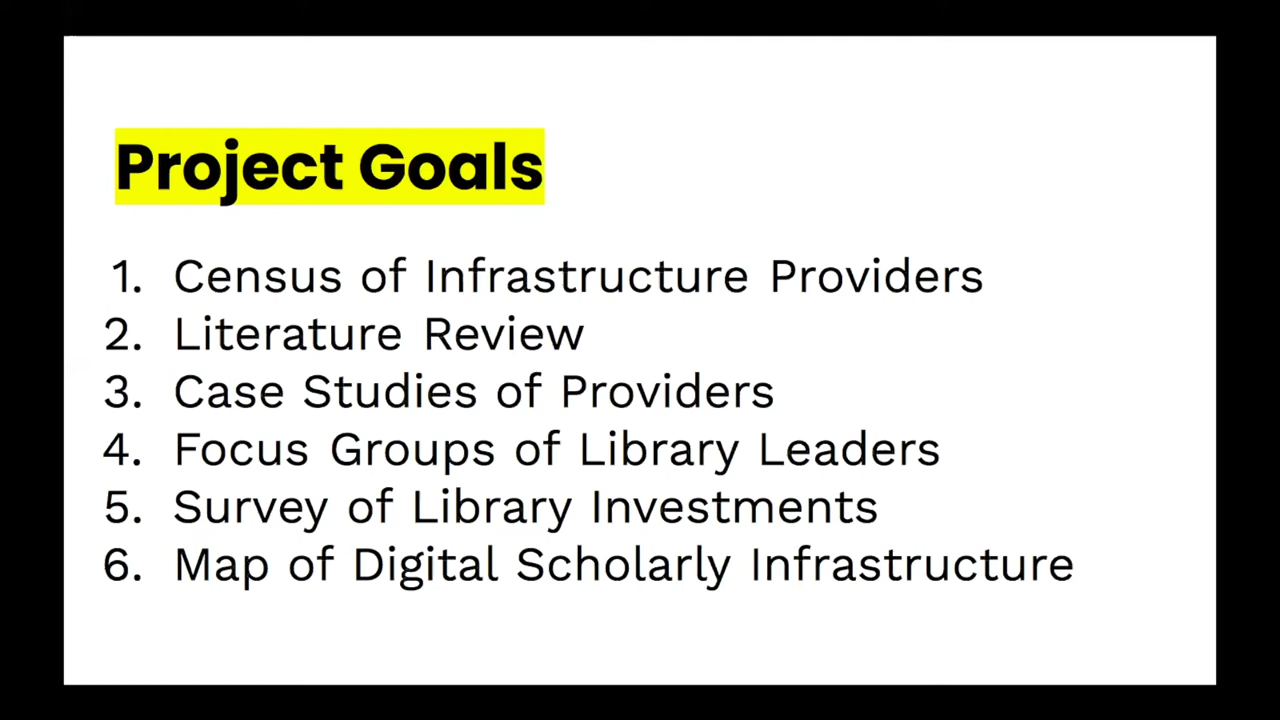 Project Goals
1. Census of Infrastructure Providers
2. Literature Review
3. Case Studies of Providers
4. Focus Groups of Library Leaders
5. Survey of Library Investments
6. Map of Digital Scholarly Infrastructure